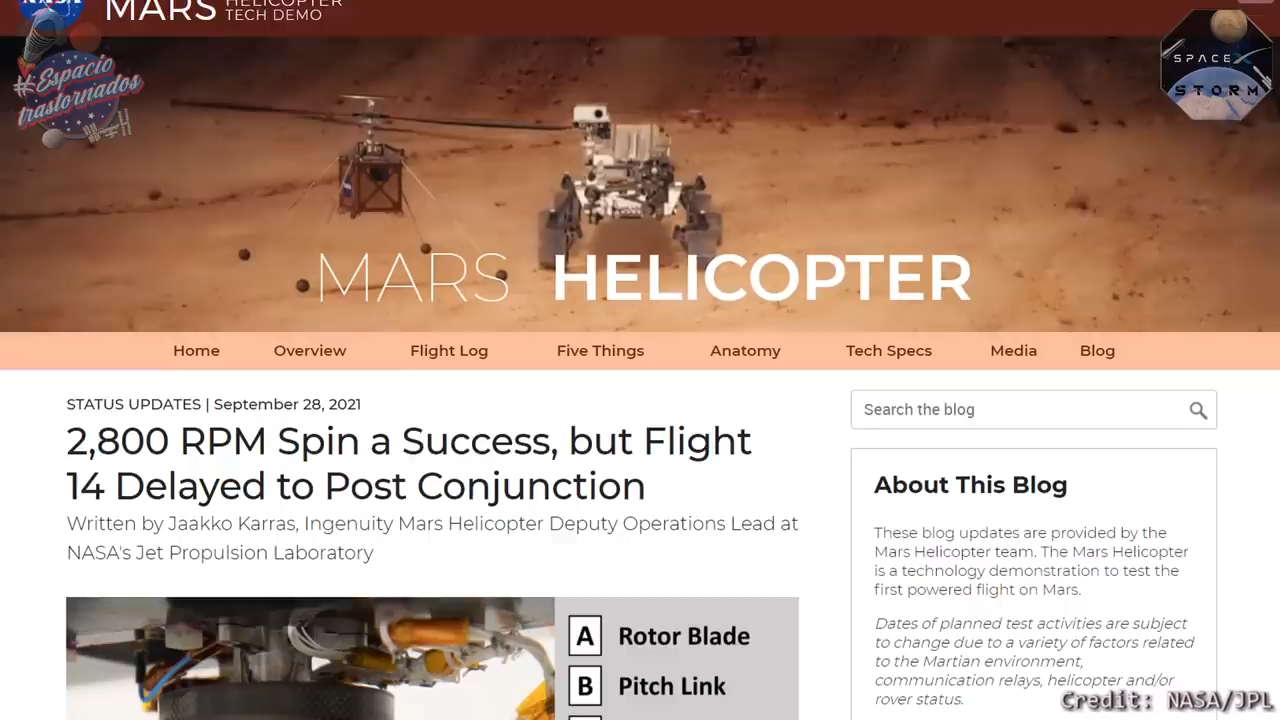 NASA
MARS
HELICOPTER
TECH DEMO
#Espacio
trastornados
SPACEX
STORM
MARS HELICOPTER
Home Overview Flight Log Five Things Anatomy Tech Specs Media Blog
STATUS UPDATES | September 28, 2021
2,800 RPM Spin a Success, but Flight
14 Delayed to Post Conjunction
Written by Jaakko Karras, Ingenuity Mars Helicopter Deputy Operations Lead at
NASA's Jet Propulsion Laboratory
A Rotor Blade
B Pitch Link
Search the blog
About This Blog
These blog updates are provided by the
Mars Helicopter team. The Mars Helicopter
is a technology demonstration to test the
first powered flight on Mars.
Dates of planned test activities are subject
to change due to a variety of factors related
to the Martian environment,
communication relays, helicopter and/or
rover status.
Credit: NASA/JPL